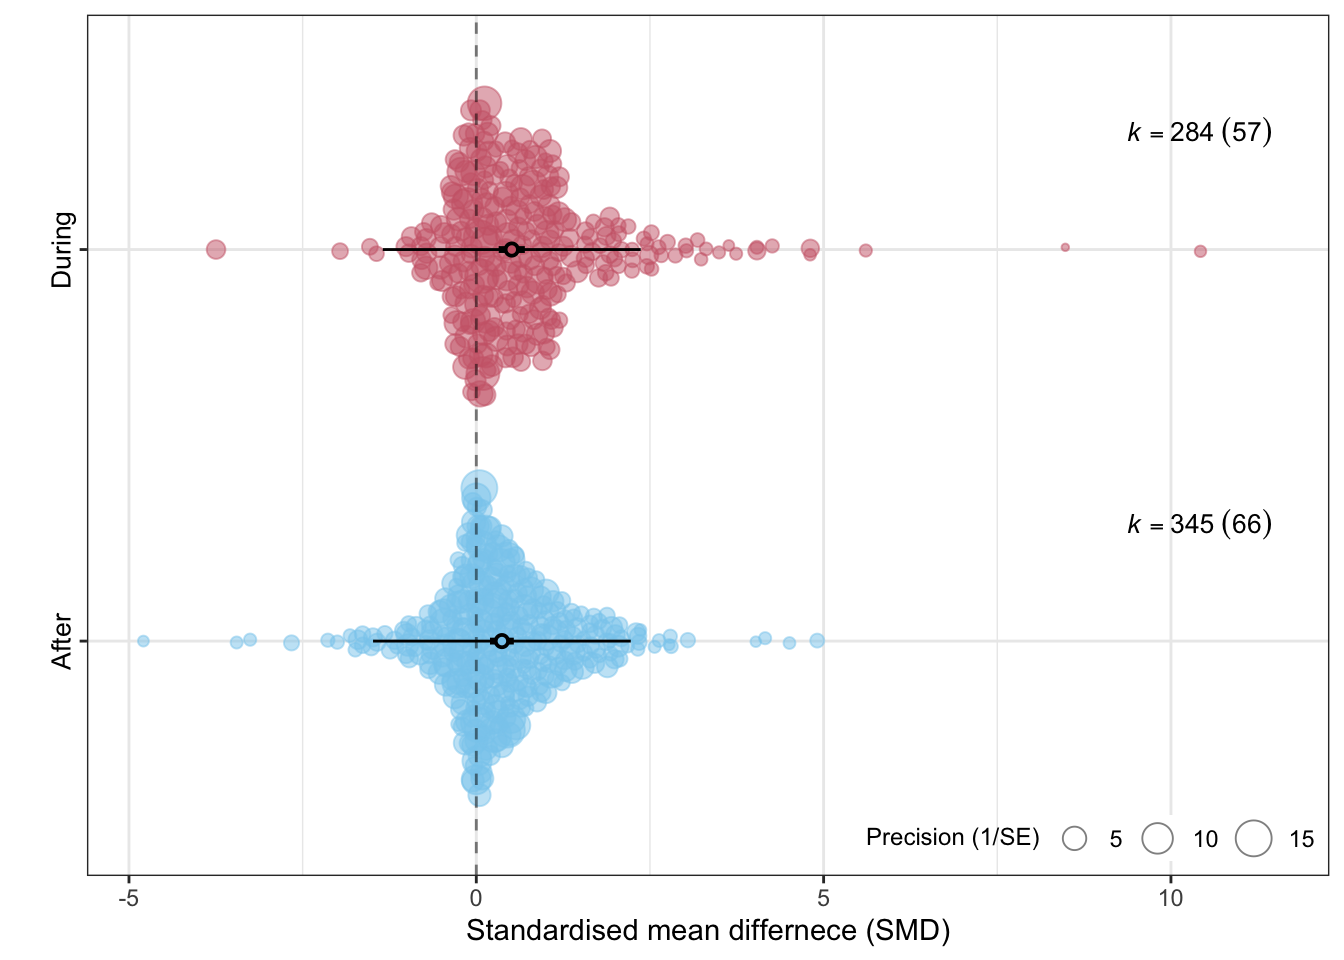 k = 284 (57)
During
k = 345 (66)
After
Precision (1/SE) 5 10 15
-5 0 5 10
Standardised mean differnece (SMD)